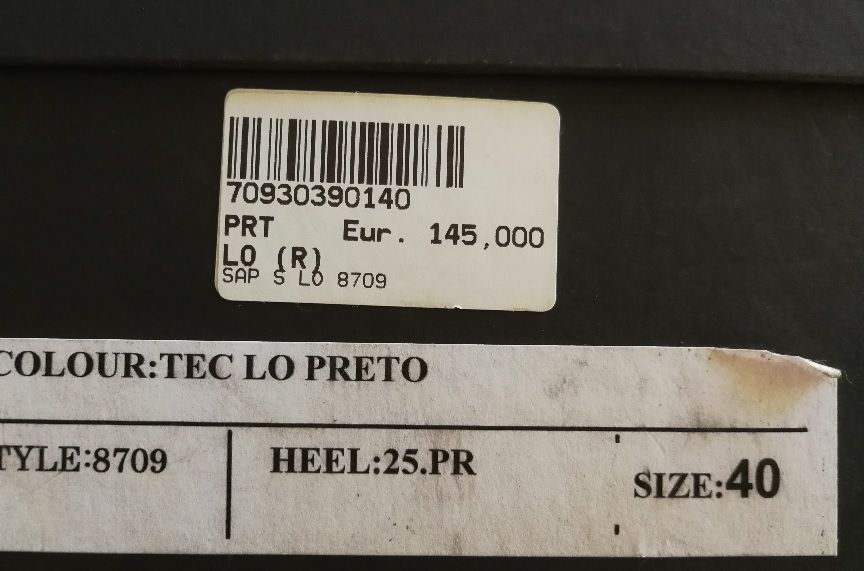 70930390140
PRT Eur. 145,000
LO (R)
SAP S LO 8709
COLOUR:TEC LO PRETO
TYLE:8709 HEEL:25.PR SIZE:40